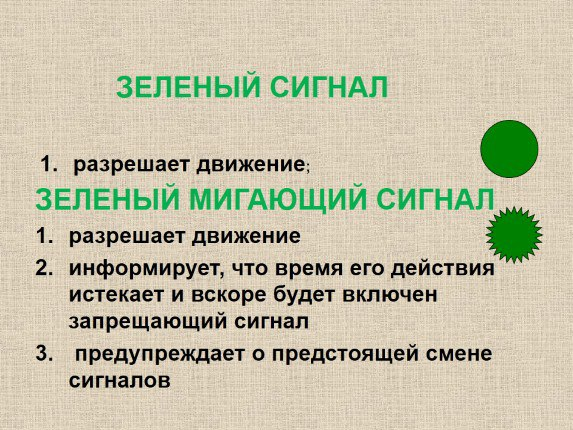 ЗЕЛЕНЫЙ СИГНАЛ
1. разрешает движение;
ЗЕЛЕНЫЙ МИГАЮЩИЙ СИГНАЛ
1. разрешает движение
2. информирует, что время его действия
истекает и вскоре будет включен
запрещающий сигнал
3. предупреждает о предстоящей смене
сигналов